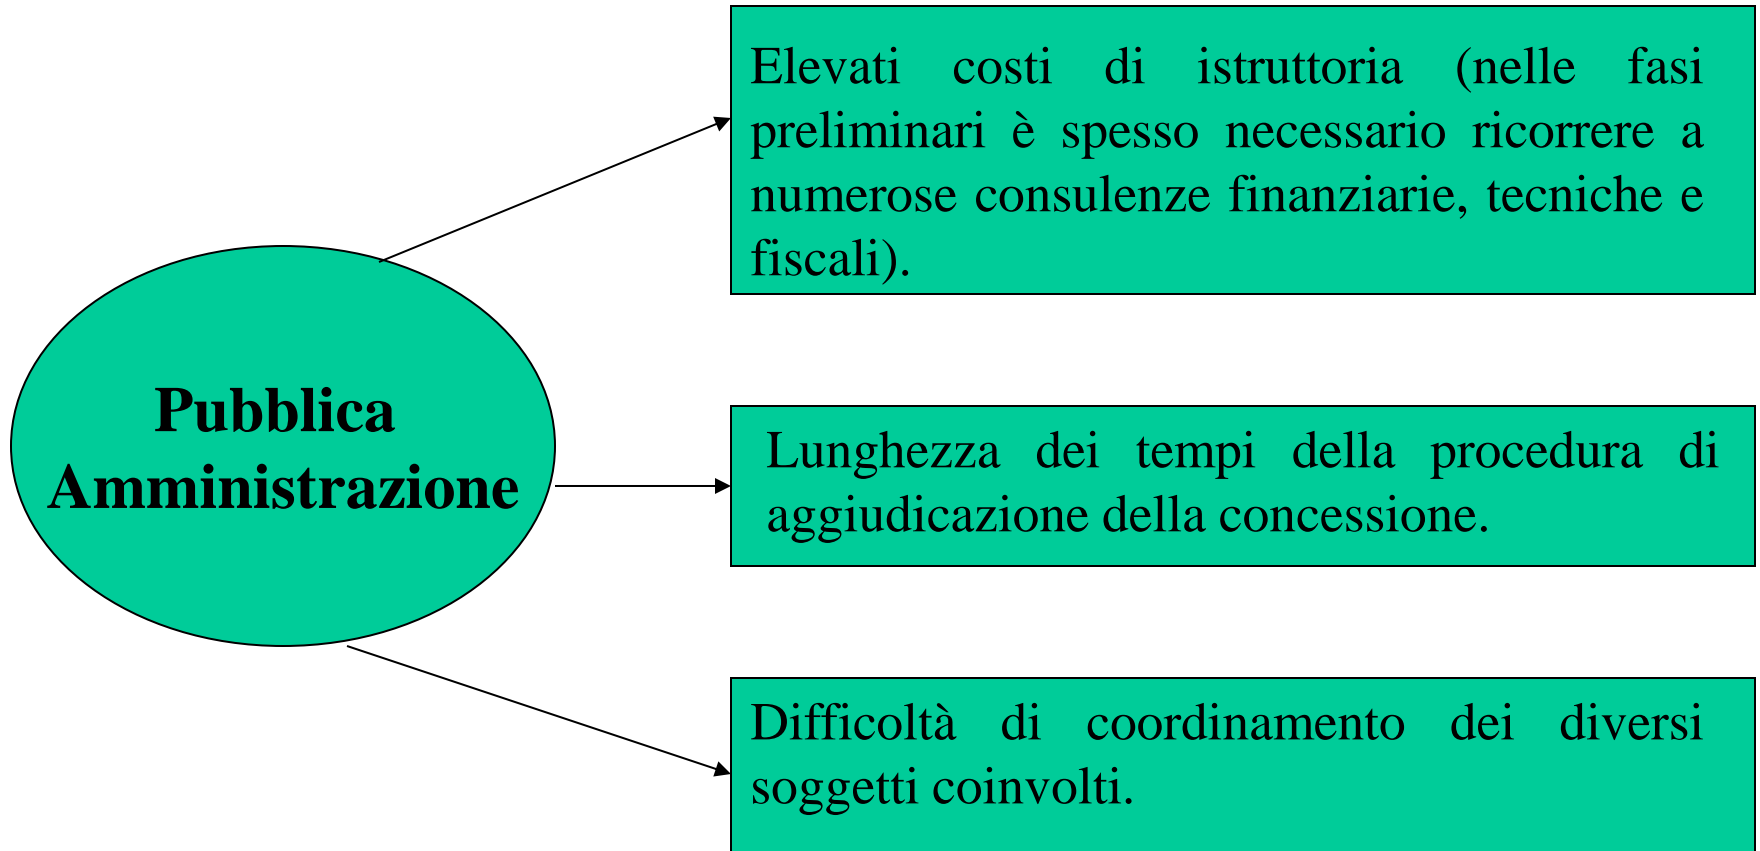 Elevati costi di istruttoria (nelle fasi
preliminari è spesso necessario ricorrere a
numerose consulenze finanziarie, tecniche e
fiscali).
Pubblica
Amministrazione
Lunghezza dei tempi della procedura di
aggiudicazione della concessione.
Difficoltà di coordinamento dei diversi
soggetti coinvolti.